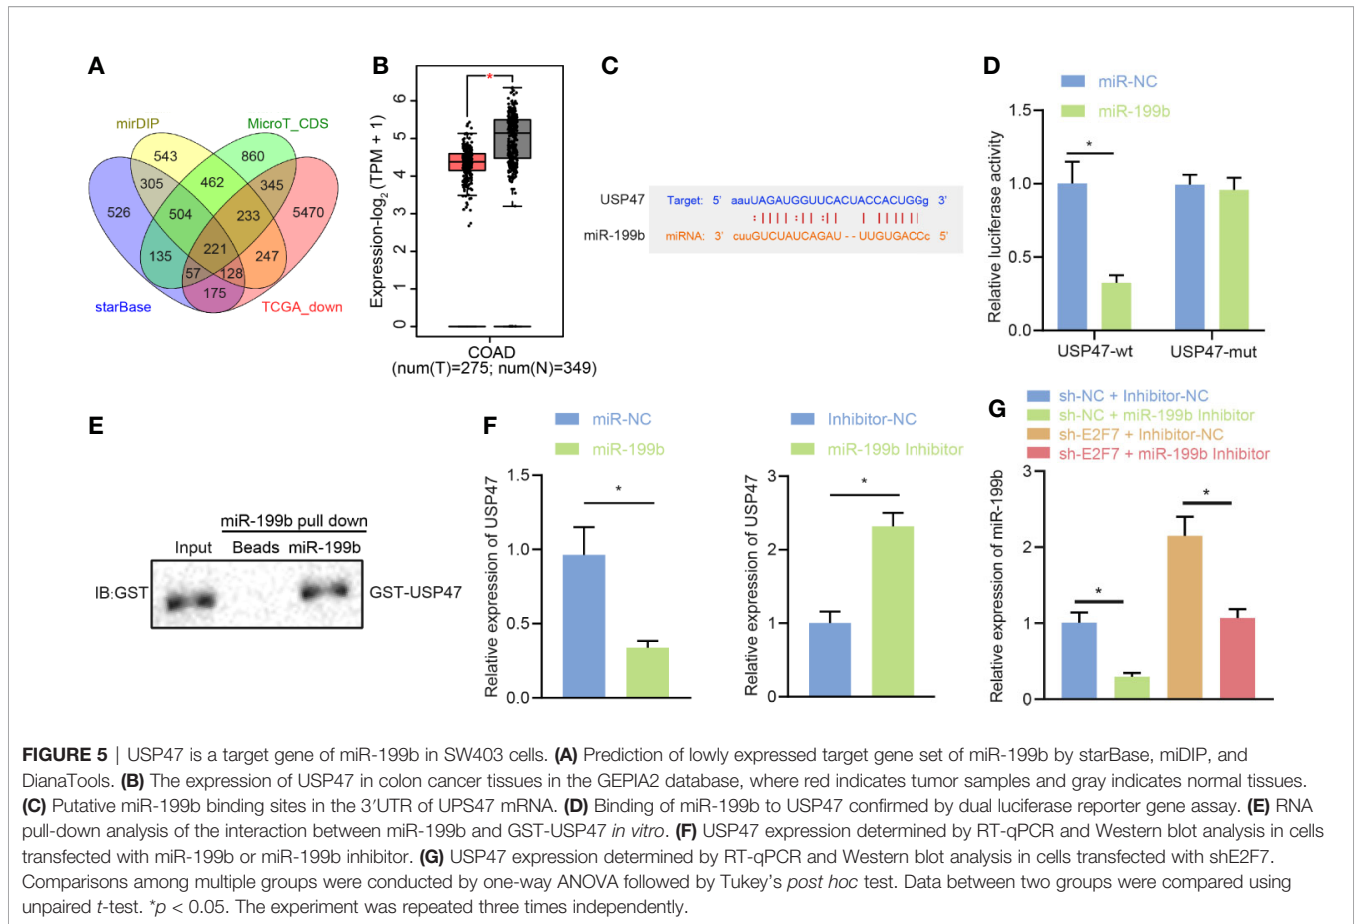 A
mirDIP
MicroT_CDS
543
860
305
462
345
526
504
233
5470
221
135
247
57
128
175
starBase
TCGA_down
B
*
Expression-log2 (TPM + 1)
6
5
4
3
2
1
0
COAD
(num(T)=275; num(N)=349)
C
USP47
Target: 5' aauUAGAUGGUUCACUACCACUGGg 3'
miR-199b
miRNA: 3' cuuGUCUAUCAGAU--UUGUGACCc 5'
D
miR-NC
miR-199b
Relative luciferase activity
1.5
1.0
0.5
0.0
*
USP47-wt
USP47-mut
E
miR-199b pull down
Input Beads miR-199b
IB:GST
GST-USP47
F
miR-NC
miR-199b
Relative expression of USP47
1.5
1.0
0.5
0.0
*
Inhibitor-NC
miR-199b Inhibitor
Relative expression of USP47
3
2
1
0
*
G
sh-NC + Inhibitor-NC
sh-NC + miR-199b Inhibitor
sh-E2F7 + Inhibitor-NC
sh-E2F7 + miR-199b Inhibitor
Relative expression of miR-199b
3
2
1
0
*
*
FIGURE 5 | USP47 is a target gene of miR-199b in SW403 cells. (A) Prediction of lowly expressed target gene set of miR-199b by starBase, miDIP, and
DianaTools. (B) The expression of USP47 in colon cancer tissues in the GEPIA2 database, where red indicates tumor samples and gray indicates normal tissues.
(C) Putative miR-199b binding sites in the 3′UTR of UPS47 mRNA. (D) Binding of miR-199b to USP47 confirmed by dual luciferase reporter gene assay. (E) RNA
pull-down analysis of the interaction between miR-199b and GST-USP47 in vitro. (F) USP47 expression determined by RT-qPCR and Western blot analysis in cells
transfected with miR-199b or miR-199b inhibitor. (G) USP47 expression determined by RT-qPCR and Western blot analysis in cells transfected with shE2F7.
Comparisons among multiple groups were conducted by one-way ANOVA followed by Tukey's post hoc test. Data between two groups were compared using
unpaired t-test. *p < 0.05. The experiment was repeated three times independently.